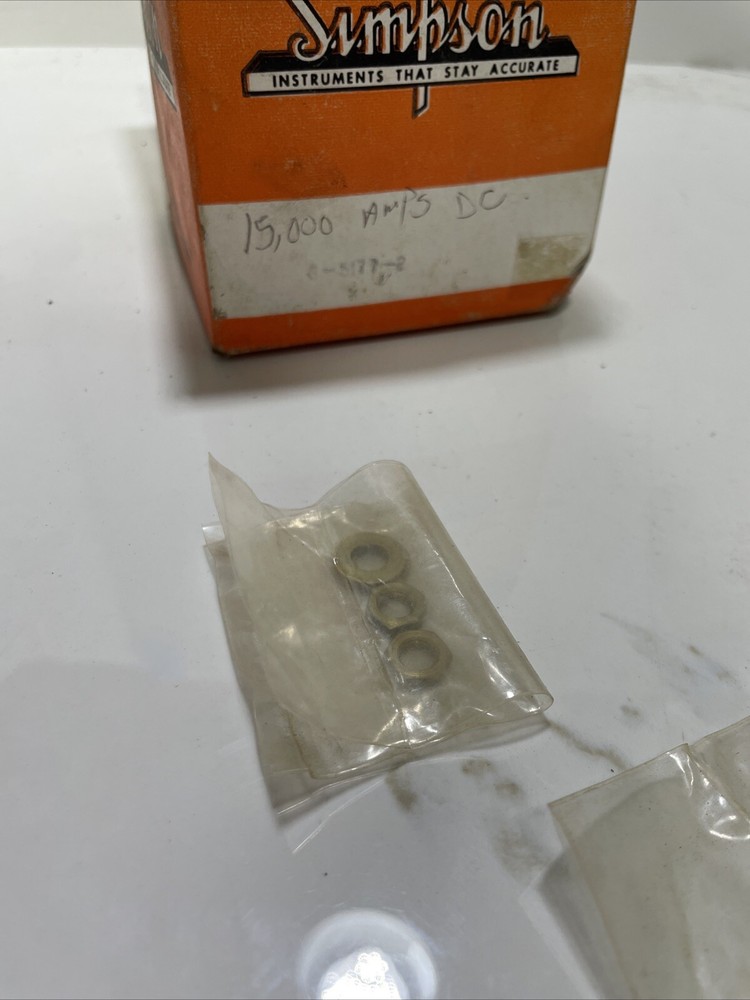 Simpson
INSTRUMENTS THAT STAY ACCURATE
15,000 AMPS DC